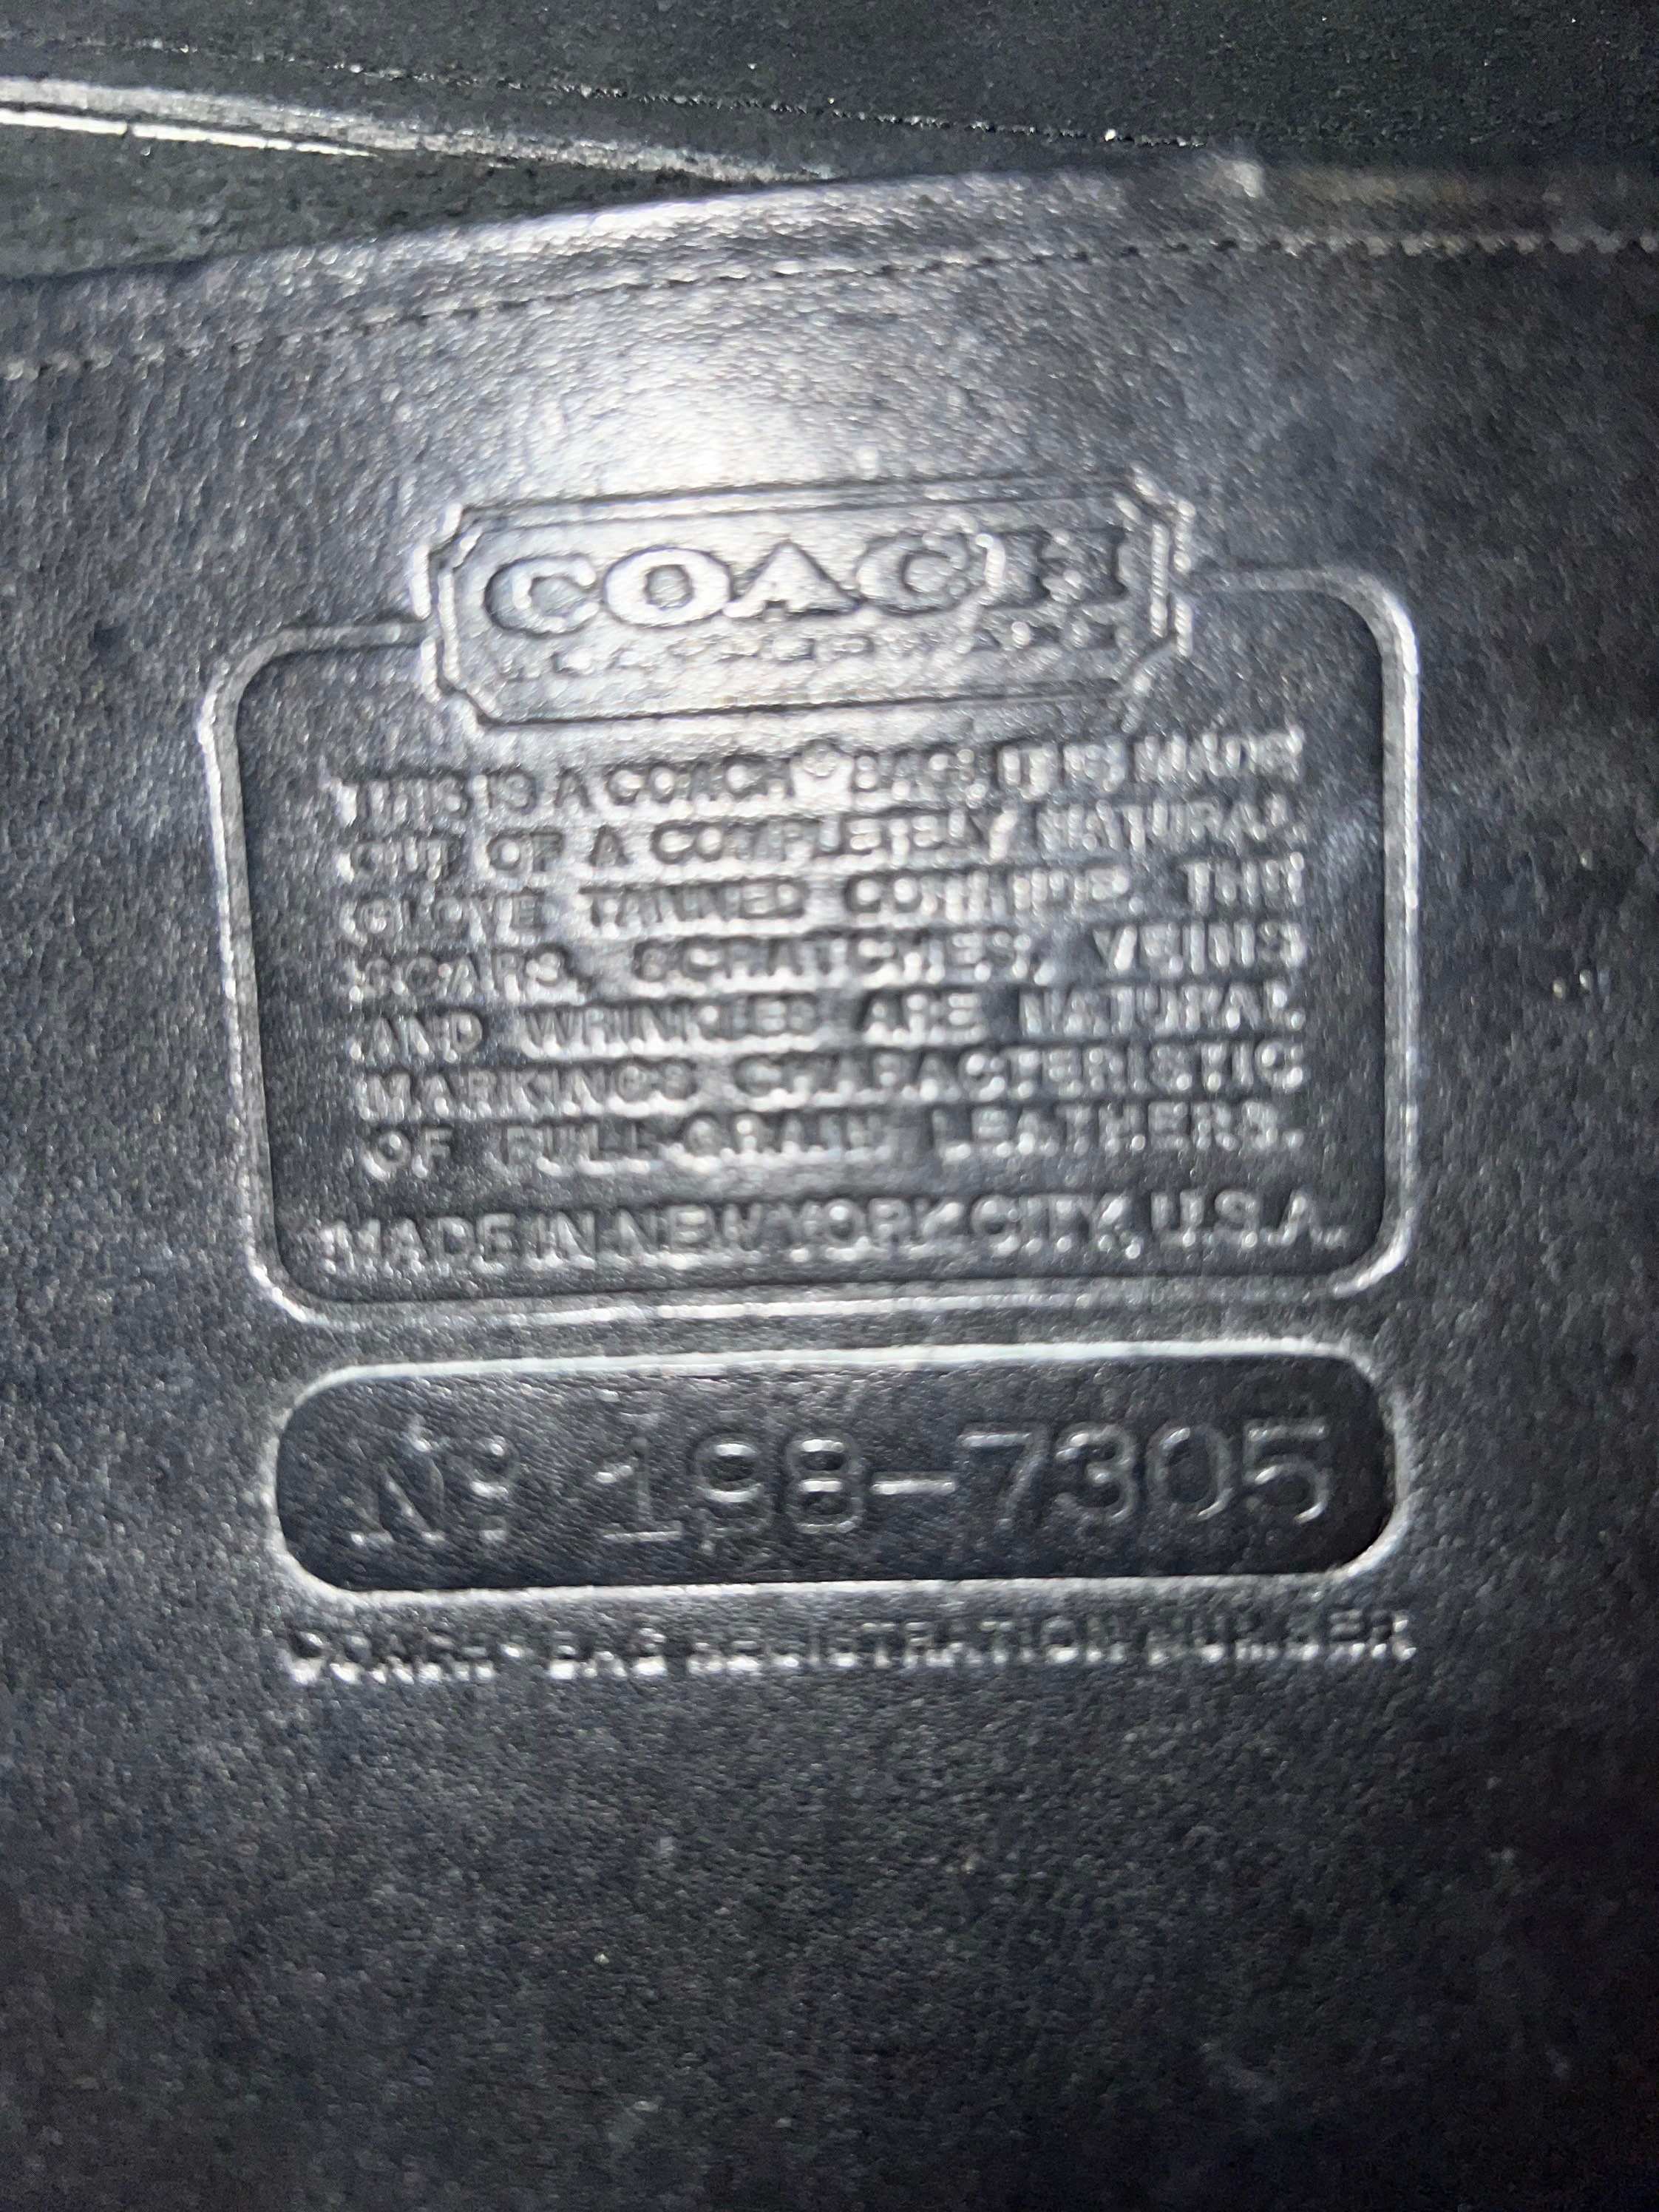 COACH
LEATHERWARE
THIS IS A COACH® BAG. IT IS MADE
OUT OF A COMPLETELY NATURAL
GLOVE TANNED COWHIDE. THE
SCARS, SCRATCHES, VEINS
AND WRINKLES ARE NATURAL
MARKINGS CHARACTERISTIC
OF FULL-GRAIN LEATHERS.
MADE IN NEW YORK CITY, U.S.A.
Nº 198-7305
COACH • BAG REGISTRATION NUMBER